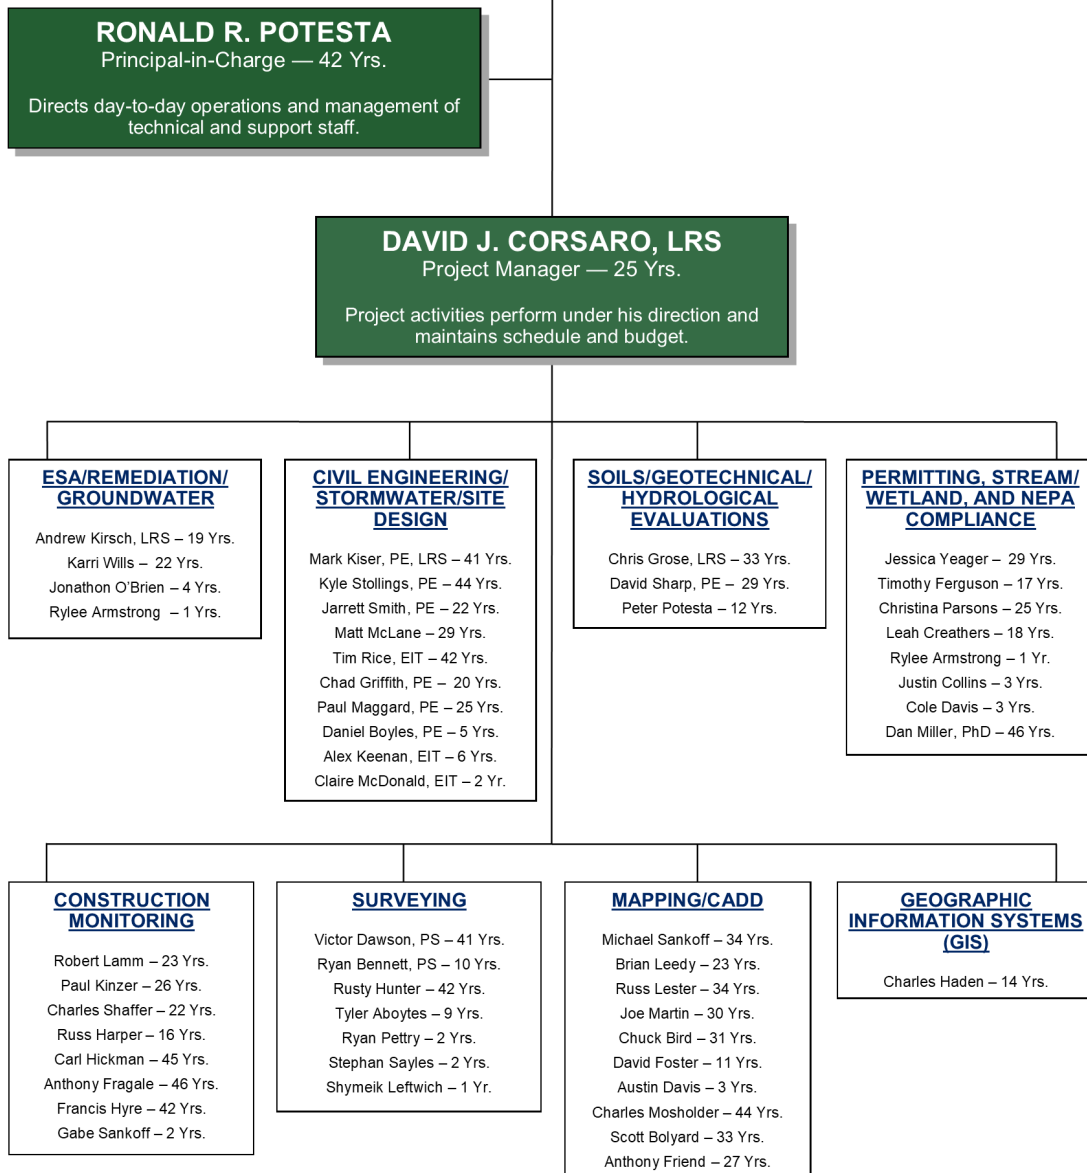 RONALD R. POTESTA
Principal-in-Charge — 42 Yrs.
Directs day-to-day operations and management of
technical and support staff.
DAVID J. CORSARO, LRS
Project Manager — 25 Yrs.
Project activities perform under his direction and
maintains schedule and budget.
ESA/REMEDIATION/
GROUNDWATER
Andrew Kirsch, LRS – 19 Yrs.
Karri Wills – 22 Yrs.
Jonathon O’Brien – 4 Yrs.
Rylee Armstrong – 1 Yrs.
CIVIL ENGINEERING/
STORMWATER/SITE
DESIGN
Mark Kiser, PE, LRS – 41 Yrs.
Kyle Stollings, PE – 44 Yrs.
Jarrett Smith, PE – 22 Yrs.
Matt McLane – 29 Yrs.
Tim Rice, EIT – 42 Yrs.
Chad Griffith, PE – 20 Yrs.
Paul Maggard, PE – 25 Yrs.
Daniel Boyles, PE – 5 Yrs.
Alex Keenan, EIT – 6 Yrs.
Claire McDonald, EIT – 2 Yr.
SOILS/GEOTECHNICAL/
HYDROLOGICAL
EVALUATIONS
Chris Grose, LRS – 33 Yrs.
David Sharp, PE – 29 Yrs.
Peter Potesta – 12 Yrs.
PERMITTING, STREAM/
WETLAND, AND NEPA
COMPLIANCE
Jessica Yeager – 29 Yrs.
Timothy Ferguson – 17 Yrs.
Christina Parsons – 25 Yrs.
Leah Creathers – 18 Yrs.
Rylee Armstrong – 1 Yr.
Justin Collins – 3 Yrs.
Cole Davis – 3 Yrs.
Dan Miller, PhD – 46 Yrs.
CONSTRUCTION
MONITORING
Robert Lamm – 23 Yrs.
Paul Kinzer – 26 Yrs.
Charles Shaffer – 22 Yrs.
Russ Harper – 16 Yrs.
Carl Hickman – 45 Yrs.
Anthony Fragale – 46 Yrs.
Francis Hyre – 42 Yrs.
Gabe Sankoff – 2 Yrs.
SURVEYING
Victor Dawson, PS – 41 Yrs.
Ryan Bennett, PS – 10 Yrs.
Rusty Hunter – 42 Yrs.
Tyler Aboytes – 9 Yrs.
Ryan Pettry – 2 Yrs.
Stephan Sayles – 2 Yrs.
Shymeik Leftwich – 1 Yr.
MAPPING/CADD
Michael Sankoff – 34 Yrs.
Brian Leedy – 23 Yrs.
Russ Lester – 34 Yrs.
Joe Martin – 30 Yrs.
Chuck Bird – 31 Yrs.
David Foster – 11 Yrs.
Austin Davis – 3 Yrs.
Charles Mosholder – 44 Yrs.
Scott Bolyard – 33 Yrs.
Anthony Friend – 27 Yrs.
GEOGRAPHIC
INFORMATION SYSTEMS
(GIS)
Charles Haden – 14 Yrs.